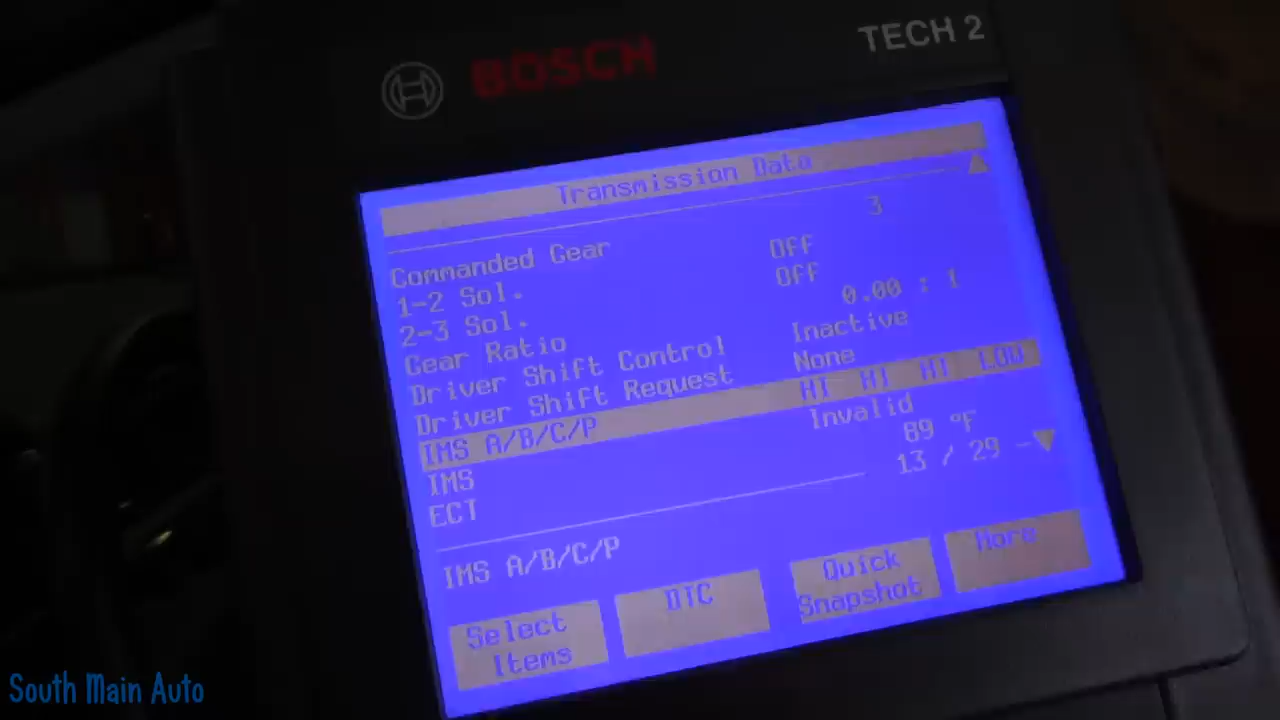 BOSCH
TECH 2
Transmission Data
Commanded Gear 3
1-2 Sol. OFF
2-3 Sol. OFF
Gear Ratio 0.00 : 1
Driver Shift Control Inactive
Driver Shift Request None
IMS A/B/C/P HI HI HI LOW
IMS Invalid
ECT 89 °F
13 / 29 -
IMS A/B/C/P
Select Items
DTC
Quick Snapshot
More
South Main Auto